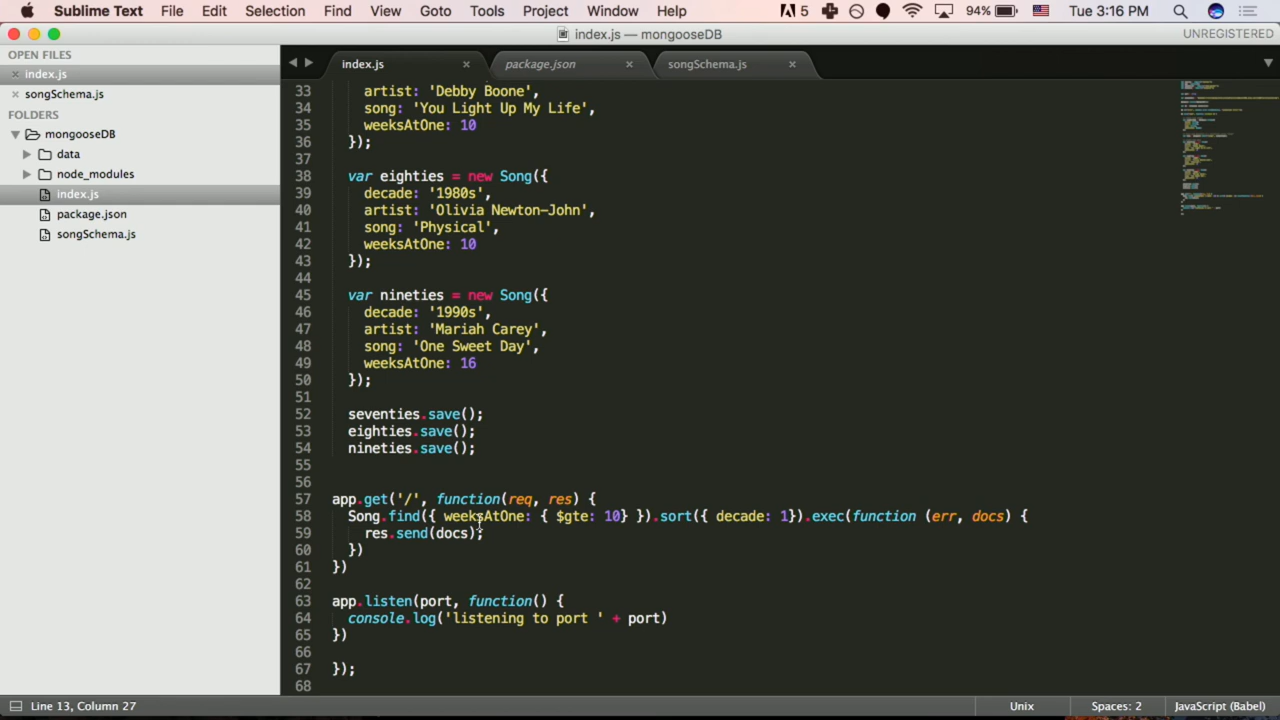 Sublime Text File Edit Selection Find View Goto Tools Project Window Help 5 94% Tue 3:16 PM
index.js — mongooseDB UNREGISTERED
OPEN FILES
index.js
songSchema.js
FOLDERS
mongooseDB
data
node_modules
index.js
package.json
songSchema.js
index.js package.json songSchema.js
33 artist: 'Debby Boone',
34 song: 'You Light Up My Life',
35 weeksAtOne: 10
36 });
37
38 var eighties = new Song({
39 decade: '1980s',
40 artist: 'Olivia Newton-John',
41 song: 'Physical',
42 weeksAtOne: 10
43 });
44
45 var nineties = new Song({
46 decade: '1990s',
47 artist: 'Mariah Carey',
48 song: 'One Sweet Day',
49 weeksAtOne: 16
50 });
51
52 seventies.save();
53 eighties.save();
54 nineties.save();
55
56
57 app.get('/', function(req, res) {
58 Song.find({ weeksAtOne: { $gte: 10} }).sort({ decade: 1}).exec(function (err, docs) {
59 res.send(docs);
60 })
61 })
62
63 app.listen(port, function() {
64 console.log('listening to port ' + port)
65 })
66
67 });
68
Line 13, Column 27 Unix Spaces: 2 JavaScript (Babel)